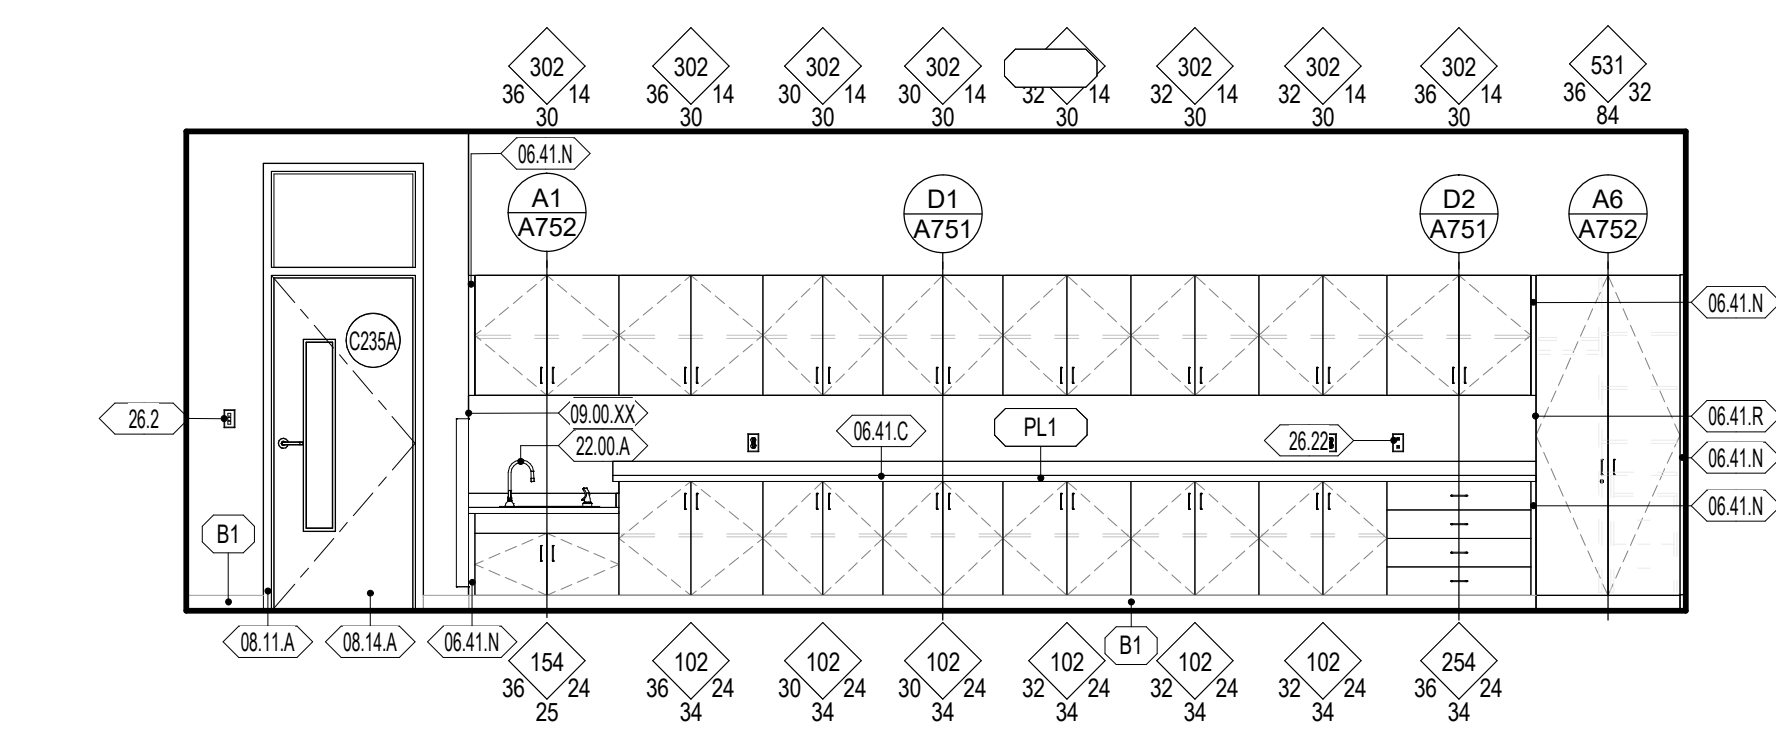 302 302 302 302 302 302 302 531
36 14 36 14 30 14 30 14 32 14 32 14 32 14 36 14 36 32
30 30 30 30 30 30 30 30 84
06.41.N
A1 D1 D2 A6
A752 A751 A751 A752
06.41.N
C235A
26.2 09.00.XX 06.41.C PL1 26.22 06.41.R
22.00.A
06.41.N
06.41.N
B1
08.11.A 08.14.A 06.41.N B1
154 102 102 102 102 102 102 254
36 24 36 24 30 24 30 24 32 24 32 24 32 24 36 24
25 34 34 34 34 34 34 34